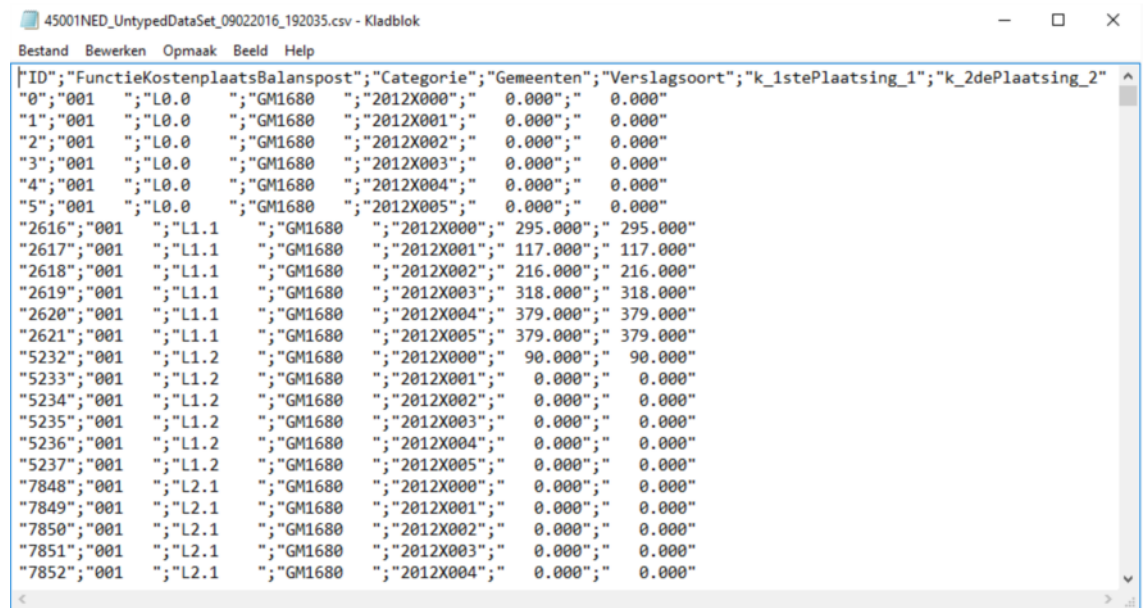 45001NED_UntypedDataSet_09022016_192035.csv - Kladblok
Bestand Bewerken Opmaak Beeld Help
"ID";"FunctieKostenplaatsBalanspost";"Categorie";"Gemeenten";"Verslagsoort";"k_1stePlaatsing_1";"k_2dePlaatsing_2"
"0";"001   ";"L0.0    ";"GM1680   ";"2012X000";"   0.000";"   0.000"
"1";"001   ";"L0.0    ";"GM1680   ";"2012X001";"   0.000";"   0.000"
"2";"001   ";"L0.0    ";"GM1680   ";"2012X002";"   0.000";"   0.000"
"3";"001   ";"L0.0    ";"GM1680   ";"2012X003";"   0.000";"   0.000"
"4";"001   ";"L0.0    ";"GM1680   ";"2012X004";"   0.000";"   0.000"
"5";"001   ";"L0.0    ";"GM1680   ";"2012X005";"   0.000";"   0.000"
"2616";"001   ";"L1.1    ";"GM1680   ";"2012X000";" 295.000";" 295.000"
"2617";"001   ";"L1.1    ";"GM1680   ";"2012X001";" 117.000";" 117.000"
"2618";"001   ";"L1.1    ";"GM1680   ";"2012X002";" 216.000";" 216.000"
"2619";"001   ";"L1.1    ";"GM1680   ";"2012X003";" 318.000";" 318.000"
"2620";"001   ";"L1.1    ";"GM1680   ";"2012X004";" 379.000";" 379.000"
"2621";"001   ";"L1.1    ";"GM1680   ";"2012X005";" 379.000";" 379.000"
"5232";"001   ";"L1.2    ";"GM1680   ";"2012X000";"  90.000";"  90.000"
"5233";"001   ";"L1.2    ";"GM1680   ";"2012X001";"   0.000";"   0.000"
"5234";"001   ";"L1.2    ";"GM1680   ";"2012X002";"   0.000";"   0.000"
"5235";"001   ";"L1.2    ";"GM1680   ";"2012X003";"   0.000";"   0.000"
"5236";"001   ";"L1.2    ";"GM1680   ";"2012X004";"   0.000";"   0.000"
"5237";"001   ";"L1.2    ";"GM1680   ";"2012X005";"   0.000";"   0.000"
"7848";"001   ";"L2.1    ";"GM1680   ";"2012X000";"   0.000";"   0.000"
"7849";"001   ";"L2.1    ";"GM1680   ";"2012X001";"   0.000";"   0.000"
"7850";"001   ";"L2.1    ";"GM1680   ";"2012X002";"   0.000";"   0.000"
"7851";"001   ";"L2.1    ";"GM1680   ";"2012X003";"   0.000";"   0.000"
"7852";"001   ";"L2.1    ";"GM1680   ";"2012X004";"   0.000";"   0.000"